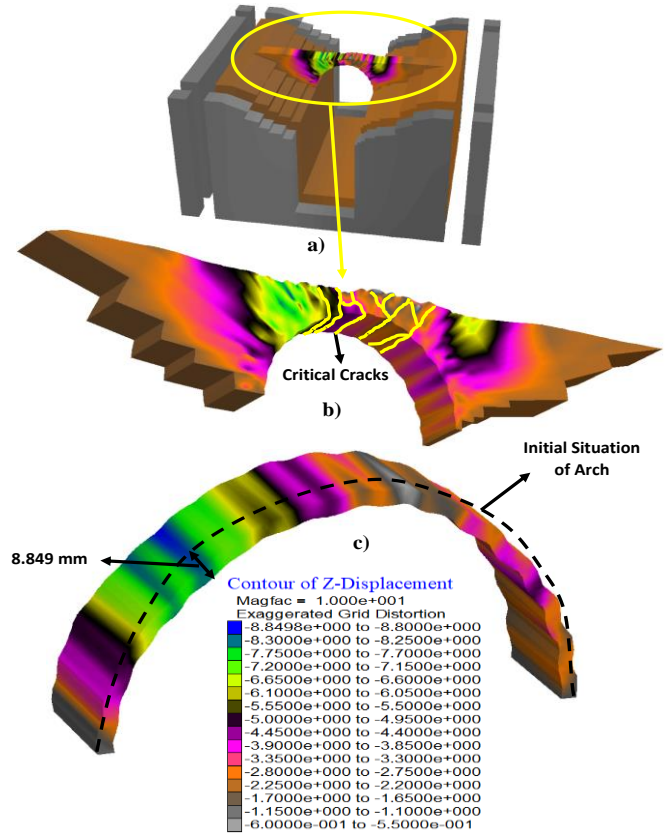 a)
Critical Cracks
b)
Initial Situation
of Arch
c)
8.849 mm
Contour of Z-Displacement
Magfac = 1.000e+001
Exaggerated Grid Distortion
-8.8498e+000 to -8.8000e+000
-8.3000e+000 to -8.2500e+000
-7.7500e+000 to -7.7000e+000
-7.2000e+000 to -7.1500e+000
-6.6500e+000 to -6.6000e+000
-6.1000e+000 to -6.0500e+000
-5.5500e+000 to -5.5000e+000
-5.0000e+000 to -4.9500e+000
-4.4500e+000 to -4.4000e+000
-3.9000e+000 to -3.8500e+000
-3.3500e+000 to -3.3000e+000
-2.8000e+000 to -2.7500e+000
-2.2500e+000 to -2.2000e+000
-1.7000e+000 to -1.6500e+000
-1.1500e+000 to -1.1000e+000
-6.0000e-001 to -5.5000e-001